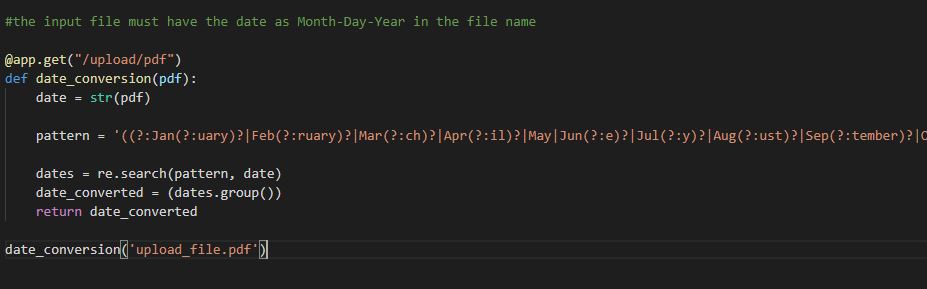 #the input file must have the date as Month-Day-Year in the file name
@app.get("/upload/pdf")
def date_conversion(pdf):
date = str(pdf)
pattern = '((?:Jan(?:uary)?|Feb(?:ruary)?|Mar(?:ch)?|Apr(?:il)?|May|Jun(?:e)?|Jul(?:y)?|Aug(?:ust)?|Sep(?:tember)?|O
dates = re.search(pattern, date)
date_converted = (dates.group())
return date_converted
date_conversion('upload_file.pdf')